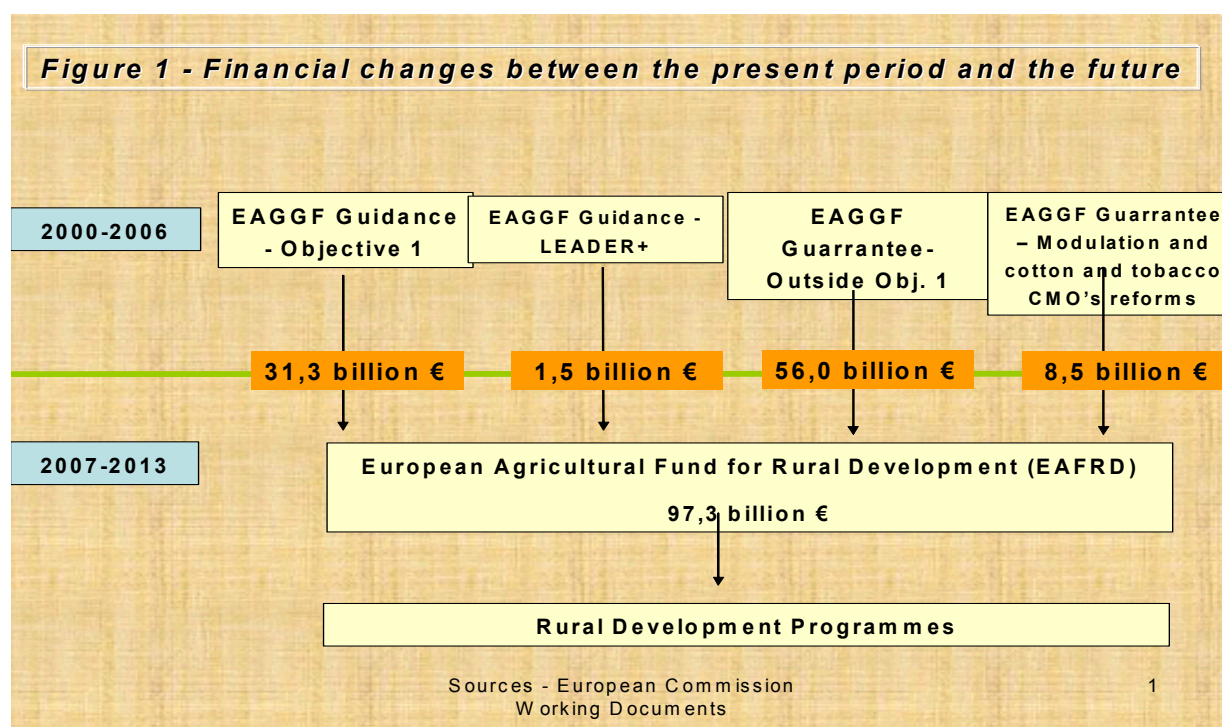 Figure 1 - Financial changes between the present period and the future
2000-2006
EAGGF Guidance
- Objective 1
EAGGF Guidance -
LEADER+
EAGGF
Guarrantee-
Outside Obj. 1
EAGGF Guarrantee
– Modulation and
cotton and tobacco
CMO's reforms
31,3 billion €
1,5 billion €
56,0 billion €
8,5 billion €
2007-2013
European Agricultural Fund for Rural Development (EAFRD)
97,3 billion €
Rural Development Programmes
Sources - European Commission
Working Documents
1